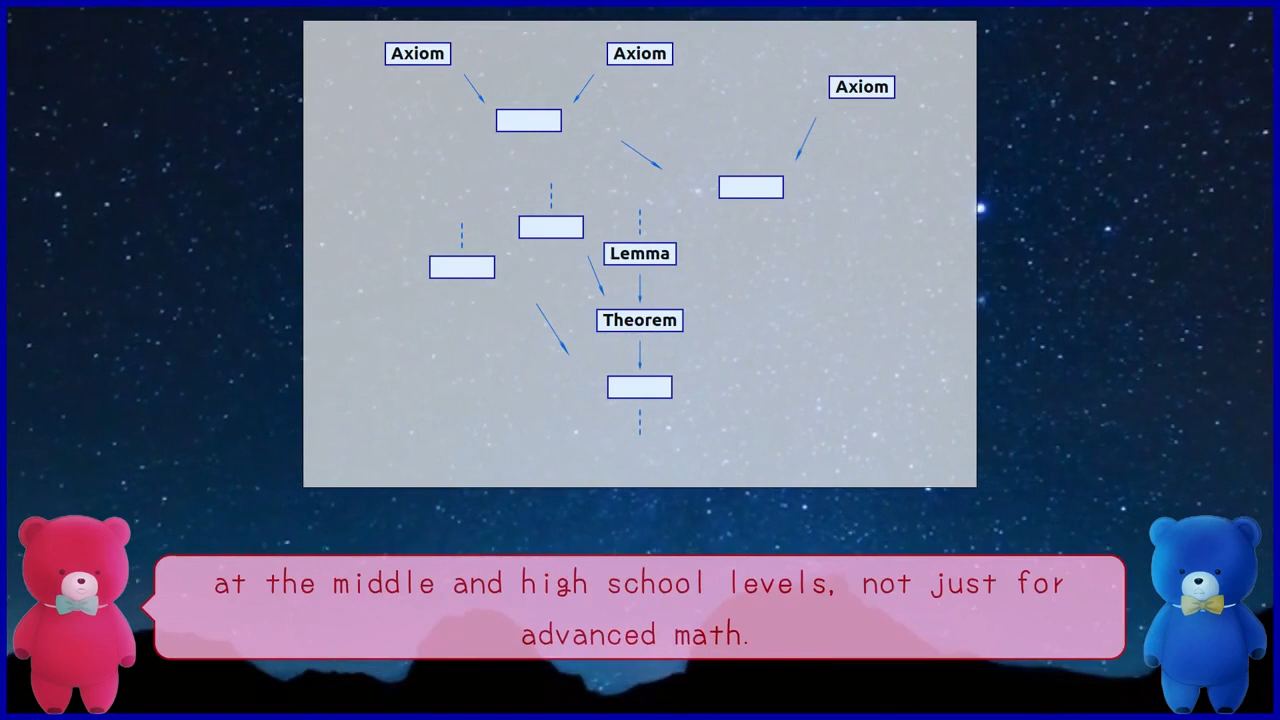 Axiom
Axiom
Axiom
Lemma
Theorem
at the middle and high school levels, not just for
advanced math.